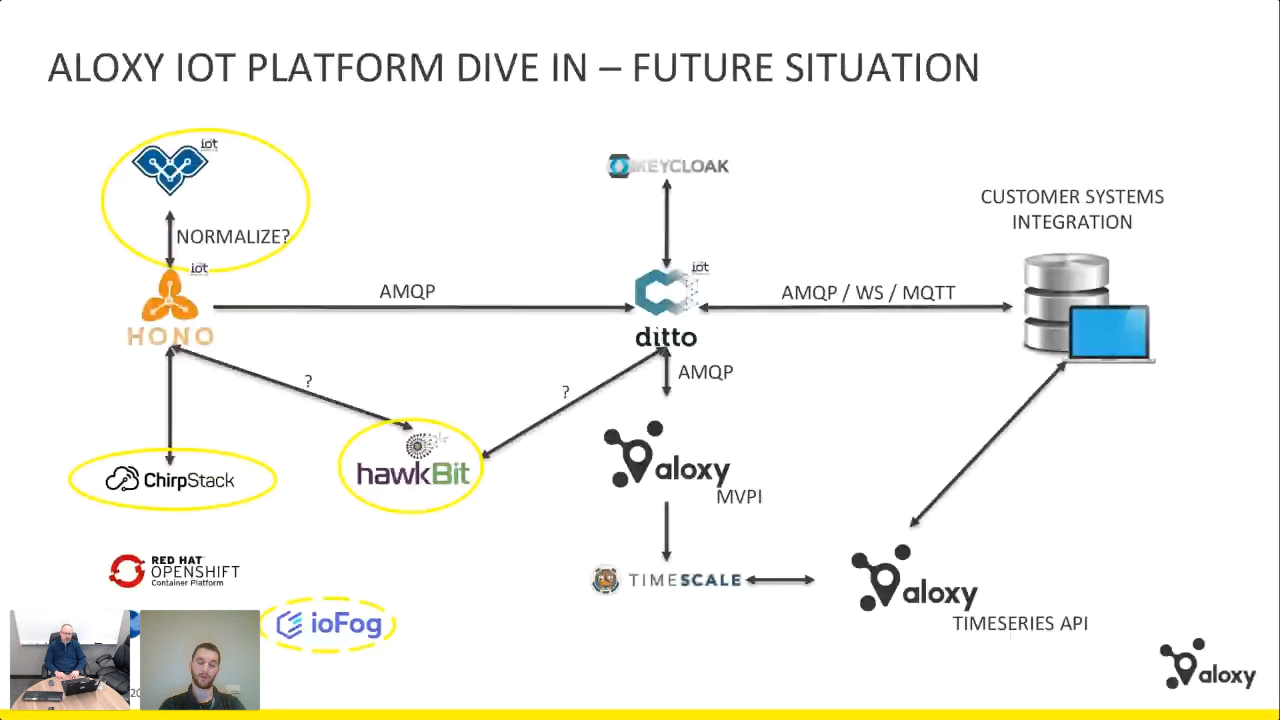 ALOXY IOT PLATFORM DIVE IN – FUTURE SITUATION
iot
KEYCLOAK
CUSTOMER SYSTEMS
INTEGRATION
NORMALIZE?
iot
HONO
AMQP
iot
ditto
AMQP / WS / MQTT
?
?
AMQP
ChirpStack
hawkBit
aloxy
MVPI
RED HAT
OPENSHIFT
Container Platform
TIMESCALE
aloxy
TIMESERIES API
ioFog
aloxy
20